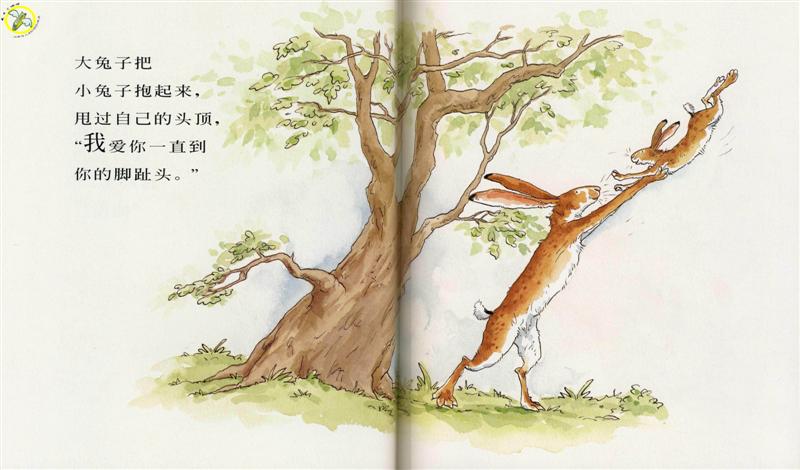 大兔子把
小兔子抱起来，
甩过自己的头顶，
“我爱你一直到
你的脚趾头。”